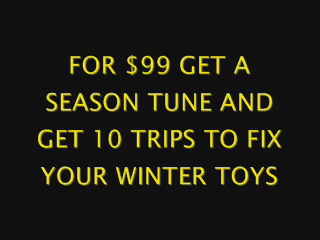 FOR $99 GET A
SEASON TUNE AND
GET 10 TRIPS TO FIX
YOUR WINTER TOYS